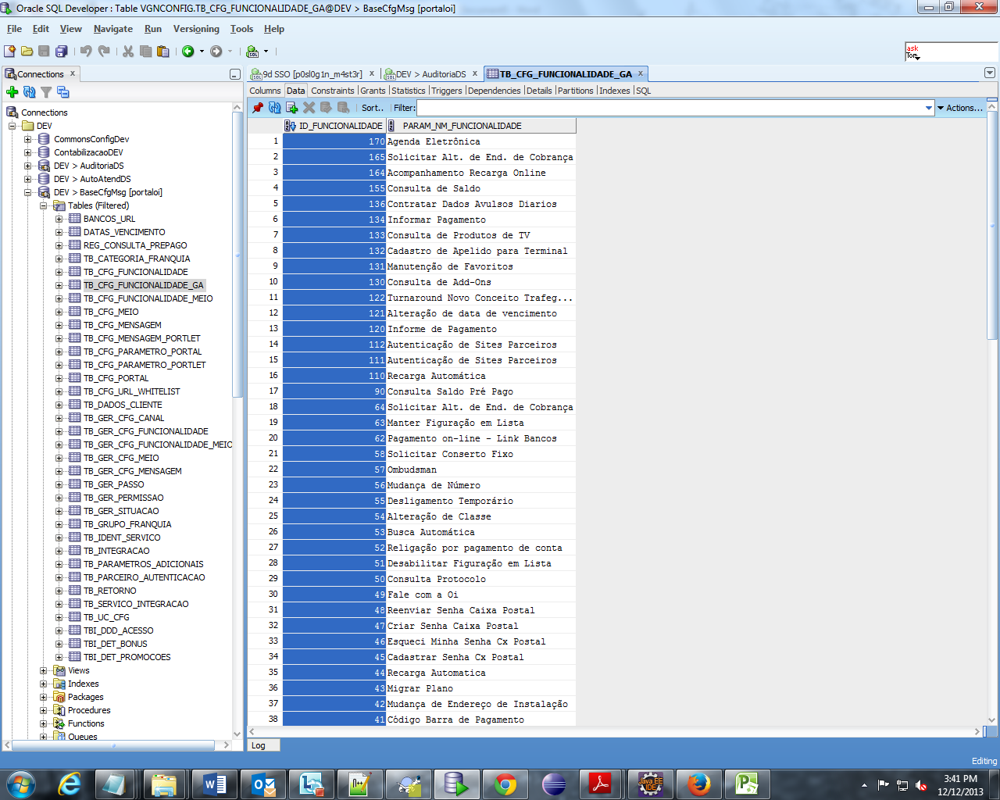 Oracle SQL Developer : Table VGNCONFIG.TB_CFG_FUNCIONALIDADE_GA@DEV > BaseCfgMsg [portaloi]
File Edit View Navigate Run Versioning Tools Help
ask
Tom
Connections
9d SSO [p0sl0g1n_m4st3r]
DEV > AuditoriaDS
TB_CFG_FUNCIONALIDADE_GA
Columns Data Constraints Grants Statistics Triggers Dependencies Details Partitions Indexes SQL
Sort.. Filter: Actions...
Connections
DEV
CommonsConfigDev
ContabilizacaoDEV
DEV > AuditoriaDS
DEV > AutoAtendDS
DEV > BaseCfgMsg [portaloi]
Tables (Filtered)
BANCOS_URL
DATAS_VENCIMENTO
REG_CONSULTA_PREPAGO
TB_CATEGORIA_FRANQUIA
TB_CFG_FUNCIONALIDADE
TB_CFG_FUNCIONALIDADE_GA
TB_CFG_FUNCIONALIDADE_MEIO
TB_CFG_MEIO
TB_CFG_MENSAGEM
TB_CFG_MENSAGEM_PORTLET
TB_CFG_PARAMETRO_PORTAL
TB_CFG_PARAMETRO_PORTLET
TB_CFG_PORTAL
TB_CFG_URL_WHITELIST
TB_DADOS_CLIENTE
TB_GER_CFG_CANAL
TB_GER_CFG_FUNCIONALIDADE
TB_GER_CFG_FUNCIONALIDADE_MEIO
TB_GER_CFG_MEIO
TB_GER_CFG_MENSAGEM
TB_GER_PASSO
TB_GER_PERMISSAO
TB_GER_SITUACAO
TB_GRUPO_FRANQUIA
TB_IDENT_SERVICO
TB_INTEGRACAO
TB_PARAMETROS_ADICIONAIS
TB_PARCEIRO_AUTENTICACAO
TB_RETORNO
TB_SERVICO_INTEGRACAO
TB_UC_CFG
TBI_DDD_ACESSO
TBI_DET_BONUS
TBI_DET_PROMOCOES
Views
Indexes
Packages
Procedures
Functions
Queues
ID_FUNCIONALIDADE PARAM_NM_FUNCIONALIDADE
1 170 Agenda Eletrônica
2 165 Solicitar Alt. de End. de Cobrança
3 164 Acompanhamento Recarga Online
4 155 Consulta de Saldo
5 136 Contratar Dados Avulsos Diarios
6 134 Informar Pagamento
7 133 Consulta de Produtos de TV
8 132 Cadastro de Apelido para Terminal
9 131 Manutenção de Favoritos
10 130 Consulta de Add-Ons
11 122 Turnaround Novo Conceito Trafeg...
12 121 Alteração de data de vencimento
13 120 Informe de Pagamento
14 112 Autenticação de Sites Parceiros
15 111 Autenticação de Sites Parceiros
16 110 Recarga Automática
17 90 Consulta Saldo Pré Pago
18 64 Solicitar Alt. de End. de Cobrança
19 63 Manter Figuração em Lista
20 62 Pagamento on-line - Link Bancos
21 58 Solicitar Conserto Fixo
22 57 Ombudsman
23 56 Mudança de Número
24 55 Desligamento Temporário
25 54 Alteração de Classe
26 53 Busca Automática
27 52 Religação por pagamento de conta
28 51 Desabilitar Figuração em Lista
29 50 Consulta Protocolo
30 49 Fale com a Oi
31 48 Reenviar Senha Caixa Postal
32 47 Criar Senha Caixa Postal
33 46 Esqueci Minha Senha Cx Postal
34 45 Cadastrar Senha Cx Postal
35 44 Recarga Automatica
36 43 Migrar Plano
37 42 Mudança de Endereço de Instalação
38 41 Código Barra de Pagamento
Log
Editing
3:41 PM
12/12/2013